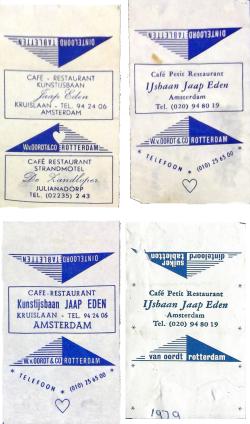 DINTELOORD TABLETTEN
CAFÉ - RESTAURANT
KUNSTIJSBAAN
Jaap Eden
KRUISLAAN - TEL. 94 24 06
AMSTERDAM
W.v.OORDT & CO ROTTERDAM
CAFÉ RESTAURANT
STRANDMOTEL
De Zandloper
JULIANADORP
TEL. (02235) 2 43
DINTELOORD TABLETTEN
Café Petit Restaurant
IJsbaan Jaap Eden
Amsterdam
Tel. (020) 94 80 19
W.v.OORDT & CO ROTTERDAM
* TELEFOON * (010) 25 65 00
DINTELOORD TABLETTEN
CAFE-RESTAURANT
Kunstijsbaan JAAP EDEN
KRUISLAAN - TEL. 94 24 06
AMSTERDAM
W.v.OORDT & CO ROTTERDAM
* TELEFOON * (010) 25 65 00
dinteloord suiker tabletten
Café Petit Restaurant
IJsbaan Jaap Eden
Amsterdam
Tel. (020) 94 80 19
van oordt rotterdam
1979